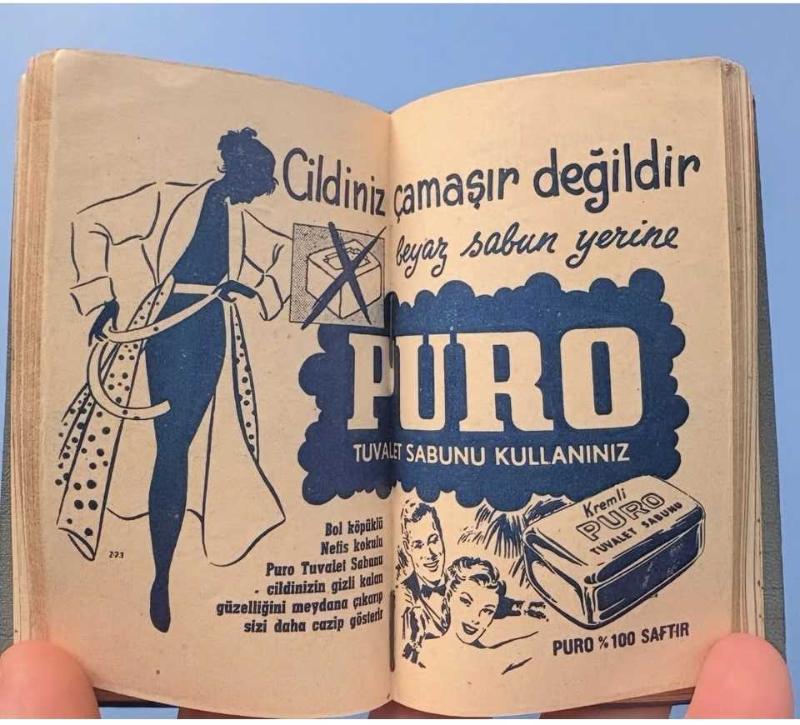 Cildiniz çamaşır değildir
beyaz sabun yerine
PURO
TUVALET SABUNU KULLANINIZ
Bol köpüklü
Nefis kokulu
Puro Tuvalet Sabunu
cildinizin gizli kalan
güzelliğini meydana çıkarıp
sizi daha cazip gösterir
Kremli
PURO
TUVALET SABUNU
PURO %100 SAFTIR
223